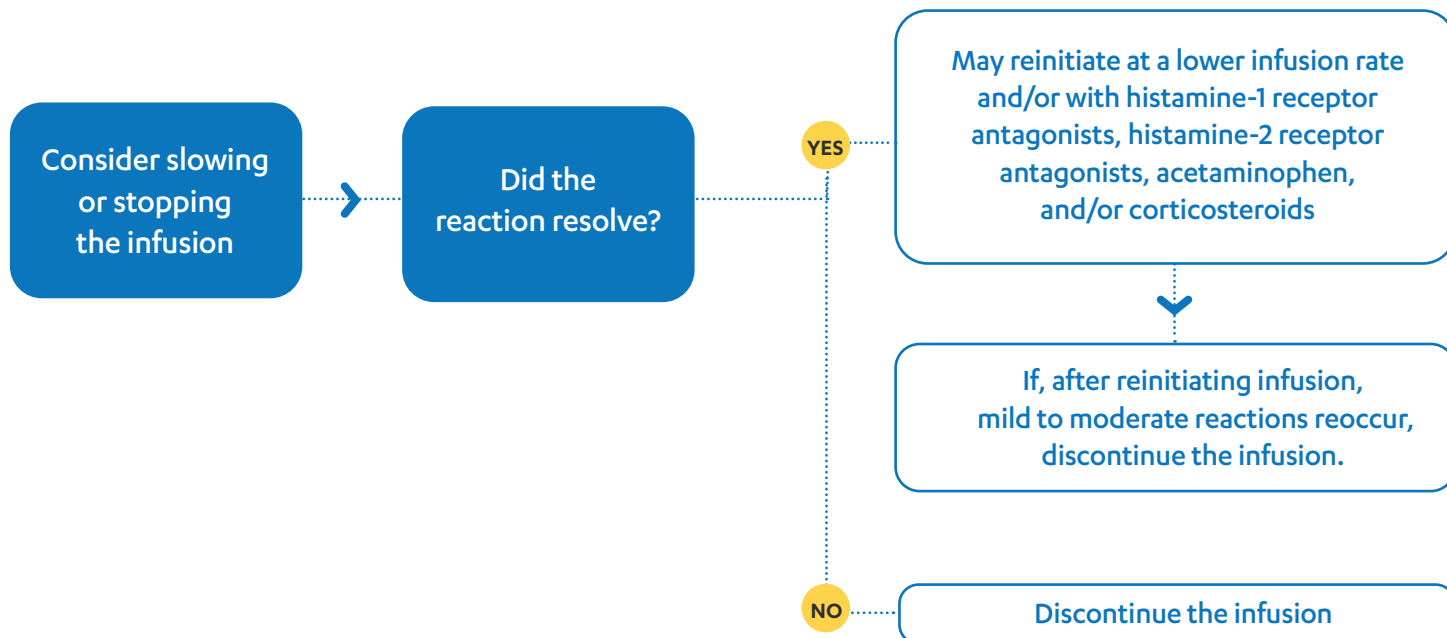 Consider slowing
or stopping
the infusion
Did the
reaction resolve?
YES
May reinitiate at a lower infusion rate
and/or with histamine-1 receptor
antagonists, histamine-2 receptor
antagonists, acetaminophen,
and/or corticosteroids
If, after reinitiating infusion,
mild to moderate reactions reoccur,
discontinue the infusion.
NO
Discontinue the infusion